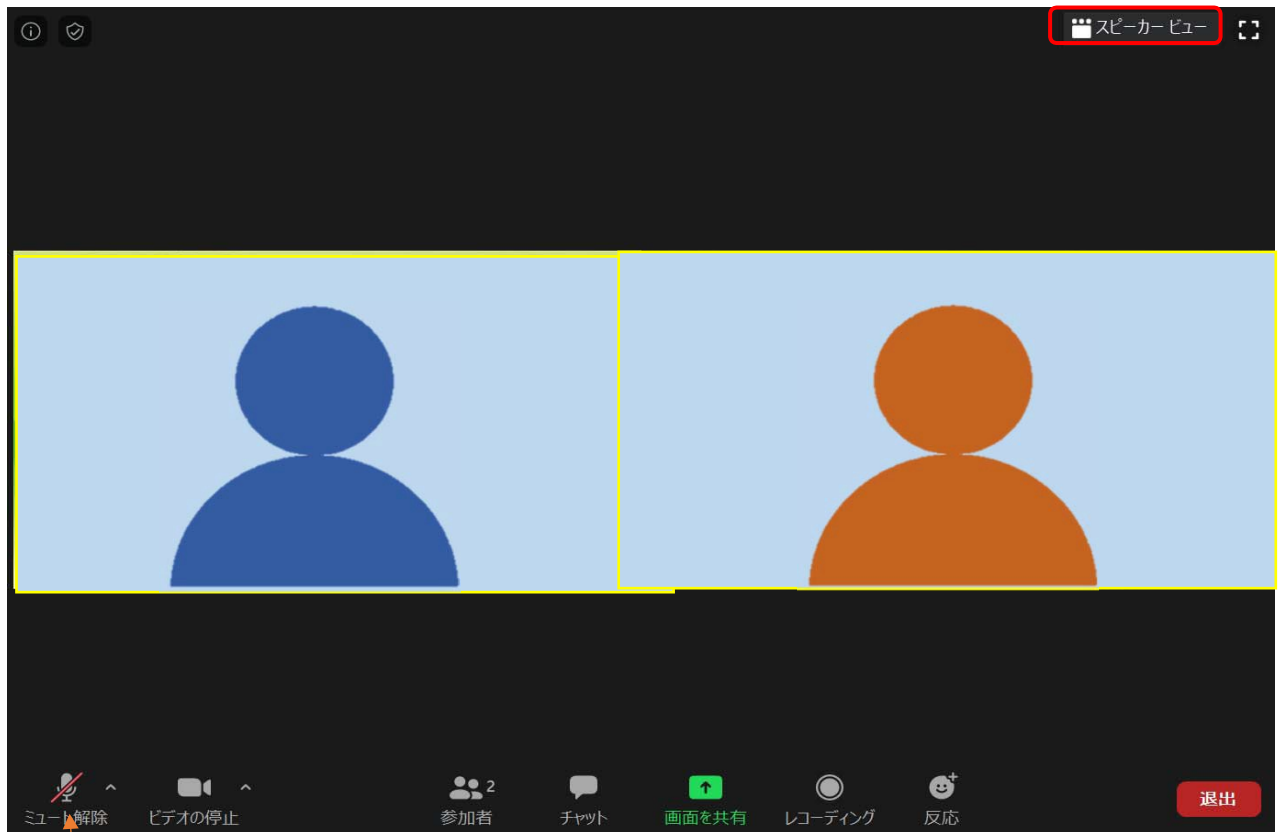 スピーカー ビュー
ミュート解除
ビデオの停止
2
参加者
チャット
画面を共有
レコーディング
反応
退出